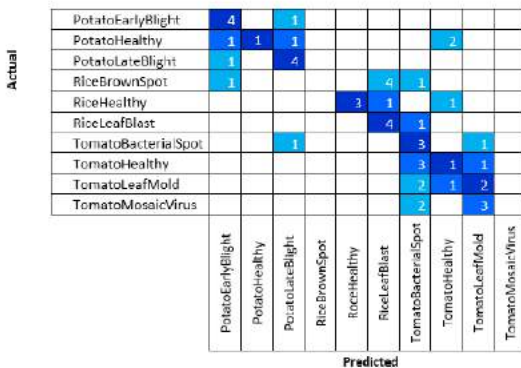 Actual
PotatoEarlyBlight 4 1
PotatoHealthy 1 1 1 2
PotatoLateBlight 1 4
RiceBrownSpot 1 4 1
RiceHealthy 3 1 1
RiceLeafBlast 4 1
TomatoBacterialSpot 1 3 1
TomatoHealthy 3 1 1
TomatoLeafMold 2 1 2
TomatoMosaicVirus 2 3
PotatoEarlyBlight
PotatoHealthy
PotatoLateBlight
RiceBrownSpot
RoceHealthy
RiceLeafBlast
TomatoBacterialSpot
TomatoHealthy
TomatoLeafMold
TomatoMosaicVirus
Predicted